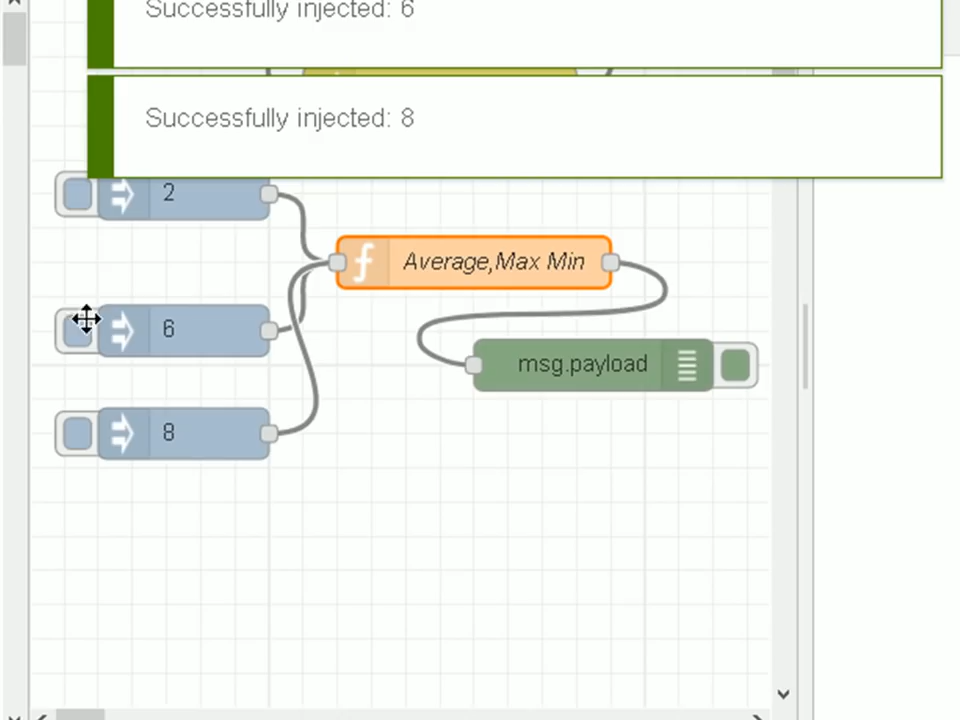 Successfully injected: 6
Successfully injected: 8
2
Average,Max Min
6
msg.payload
8